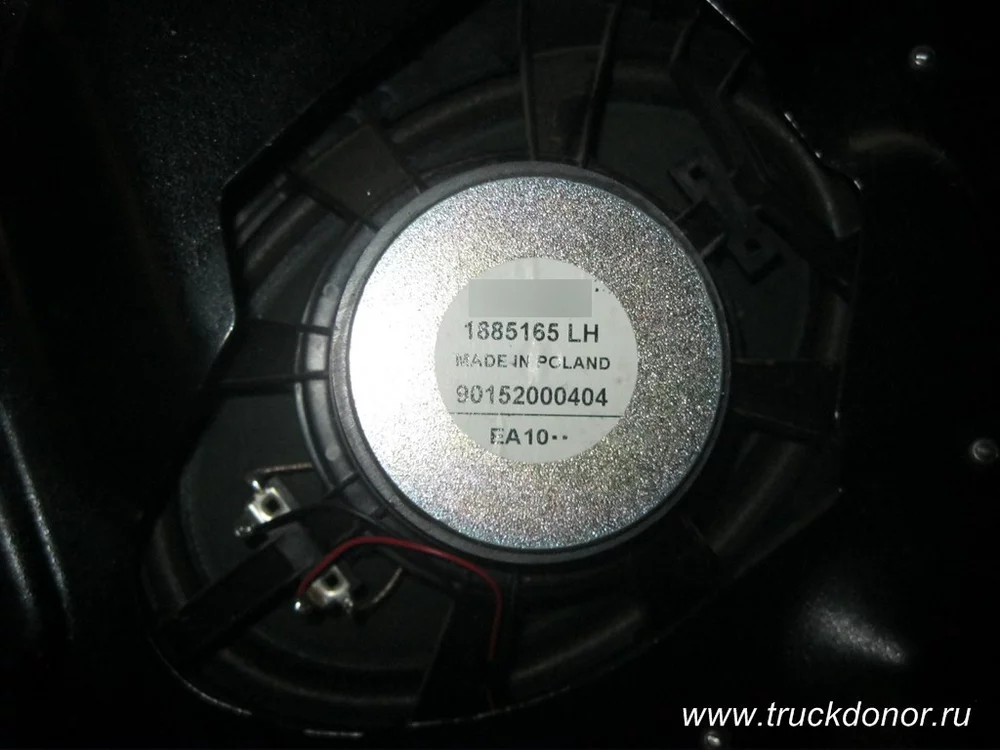 1885165 LH
MADE IN POLAND
90152000404
EA10··
www.truckdonor.ru